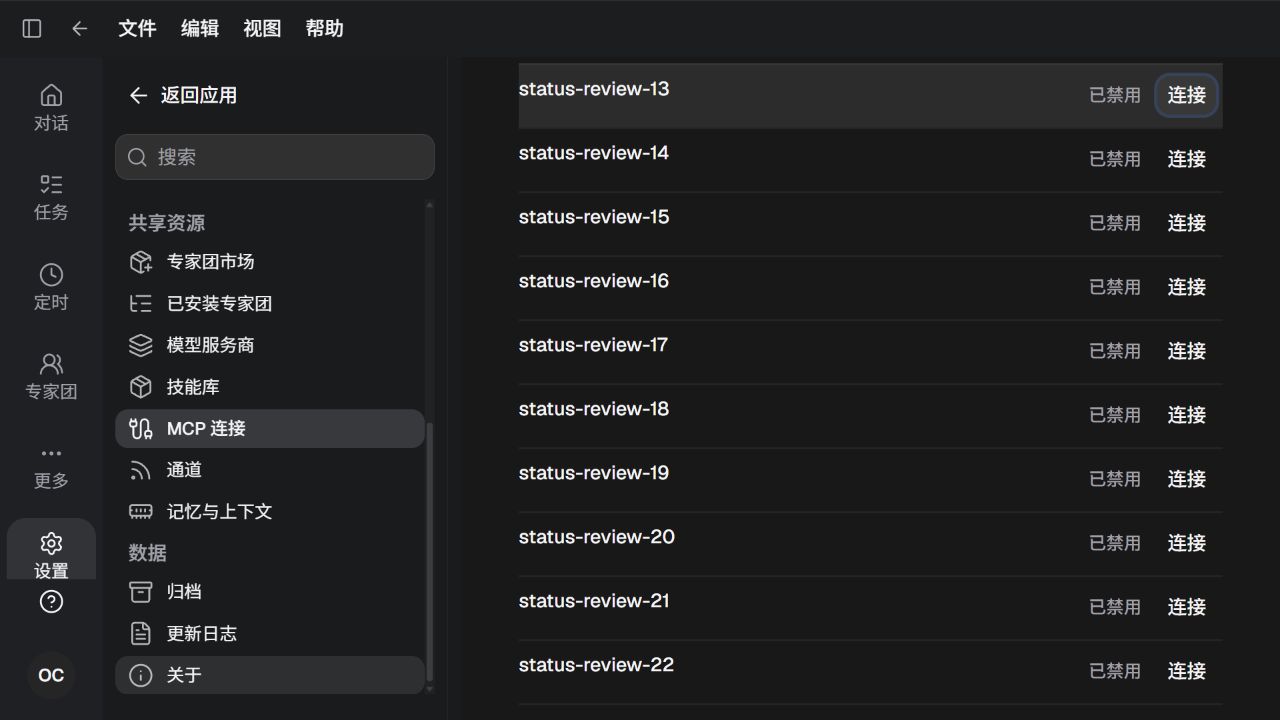 文件 编辑 视图 帮助
对话
任务
定时
专家团
更多
设置
OC
返回应用
搜索
共享资源
专家团市场
已安装专家团
模型服务商
技能库
MCP 连接
通道
记忆与上下文
数据
归档
更新日志
关于
status-review-13 已禁用 连接
status-review-14 已禁用 连接
status-review-15 已禁用 连接
status-review-16 已禁用 连接
status-review-17 已禁用 连接
status-review-18 已禁用 连接
status-review-19 已禁用 连接
status-review-20 已禁用 连接
status-review-21 已禁用 连接
status-review-22 已禁用 连接